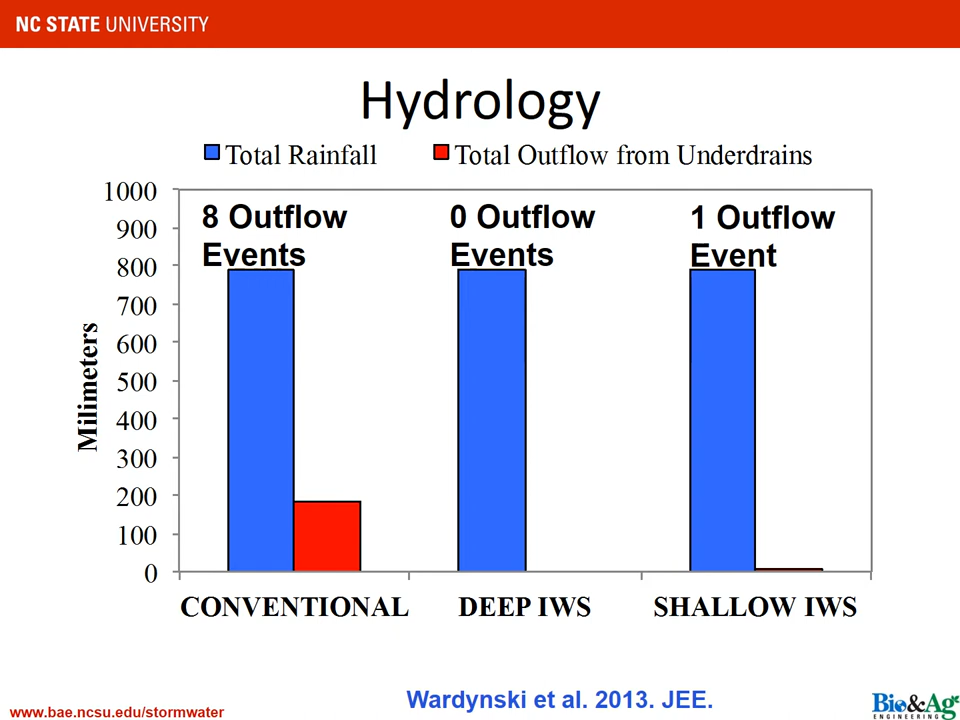 NC STATE UNIVERSITY
Hydrology
Total Rainfall Total Outflow from Underdrains
1000
900
800
700
600
500
400
300
200
100
0
Milimeters
8 Outflow
Events
0 Outflow
Events
1 Outflow
Event
CONVENTIONAL DEEP IWS SHALLOW IWS
Wardynski et al. 2013. JEE.
www.bae.ncsu.edu/stormwater
Bio&Ag
ENGINEERING